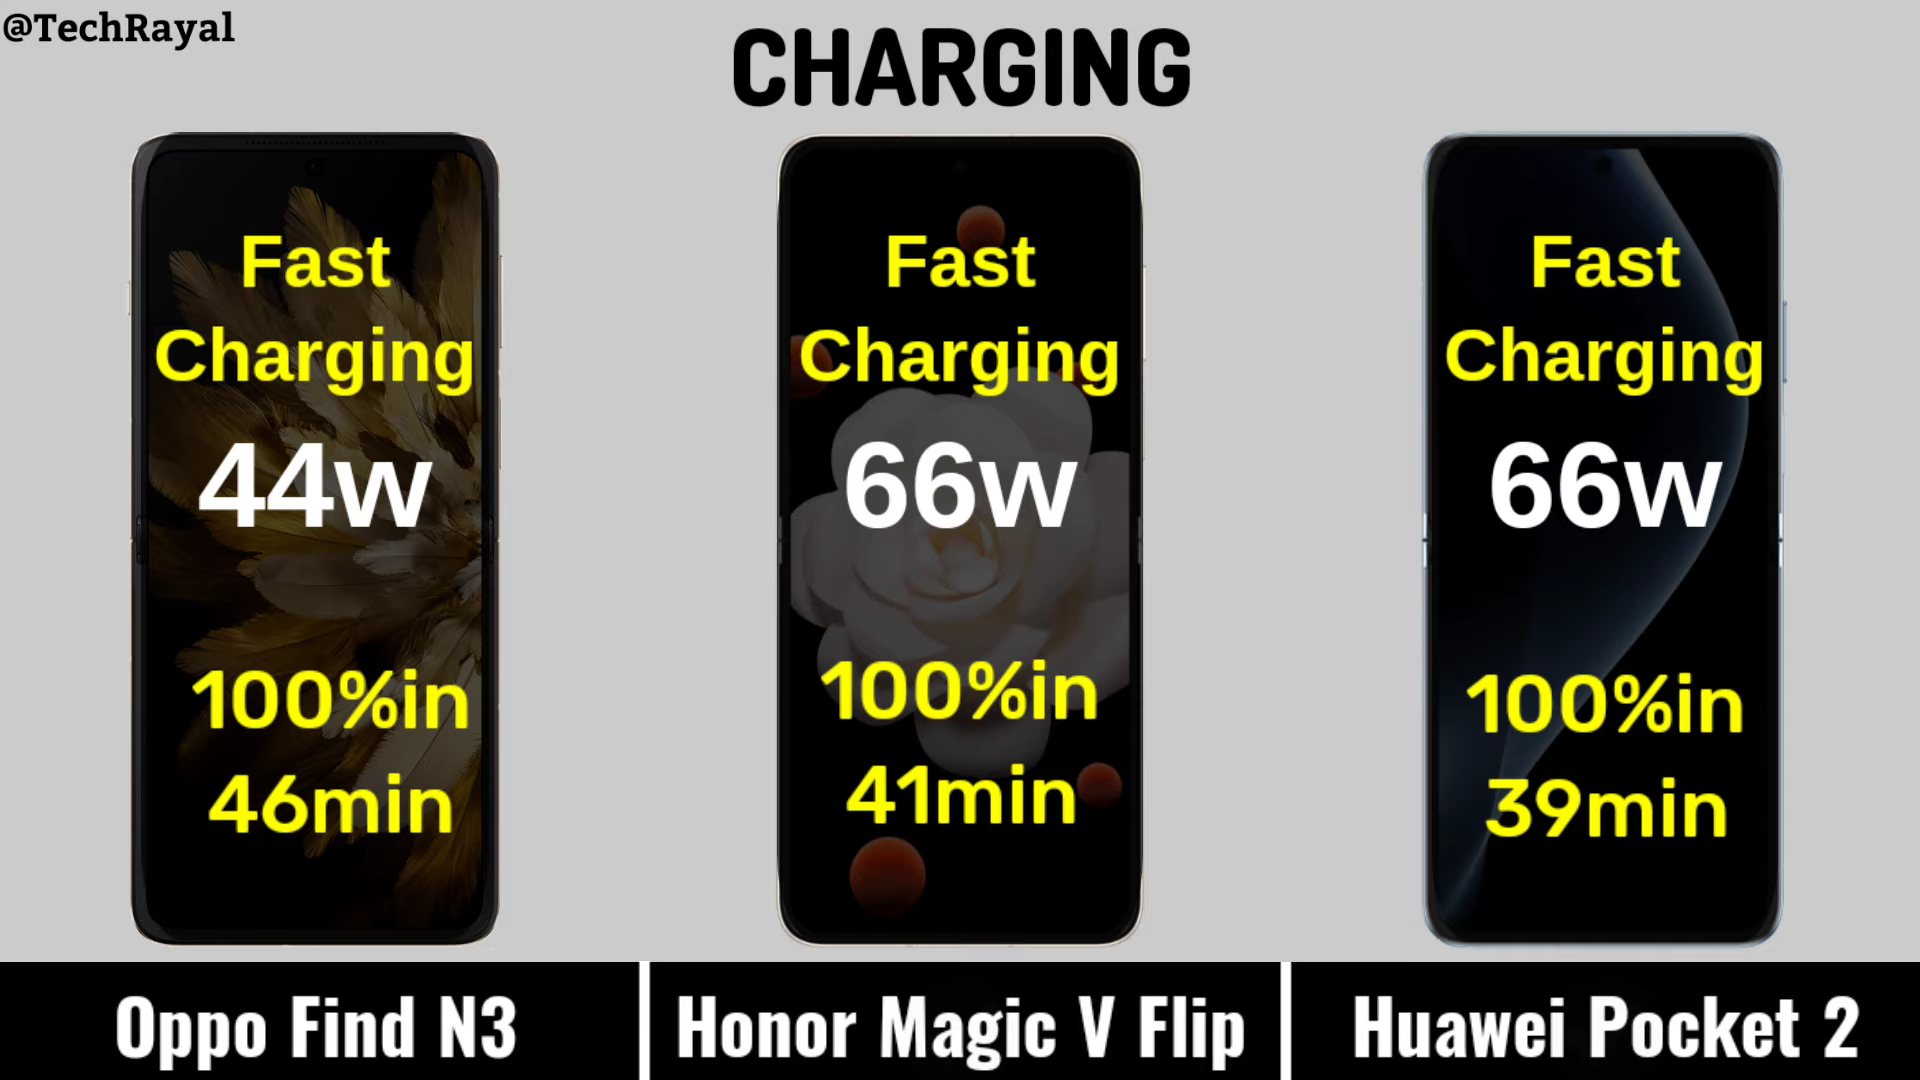 @TechRayal
CHARGING
Fast
Charging
44w
100%in
46min
Fast
Charging
66w
100%in
41min
Fast
Charging
66w
100%in
39min
Oppo Find N3
Honor Magic V Flip
Huawei Pocket 2